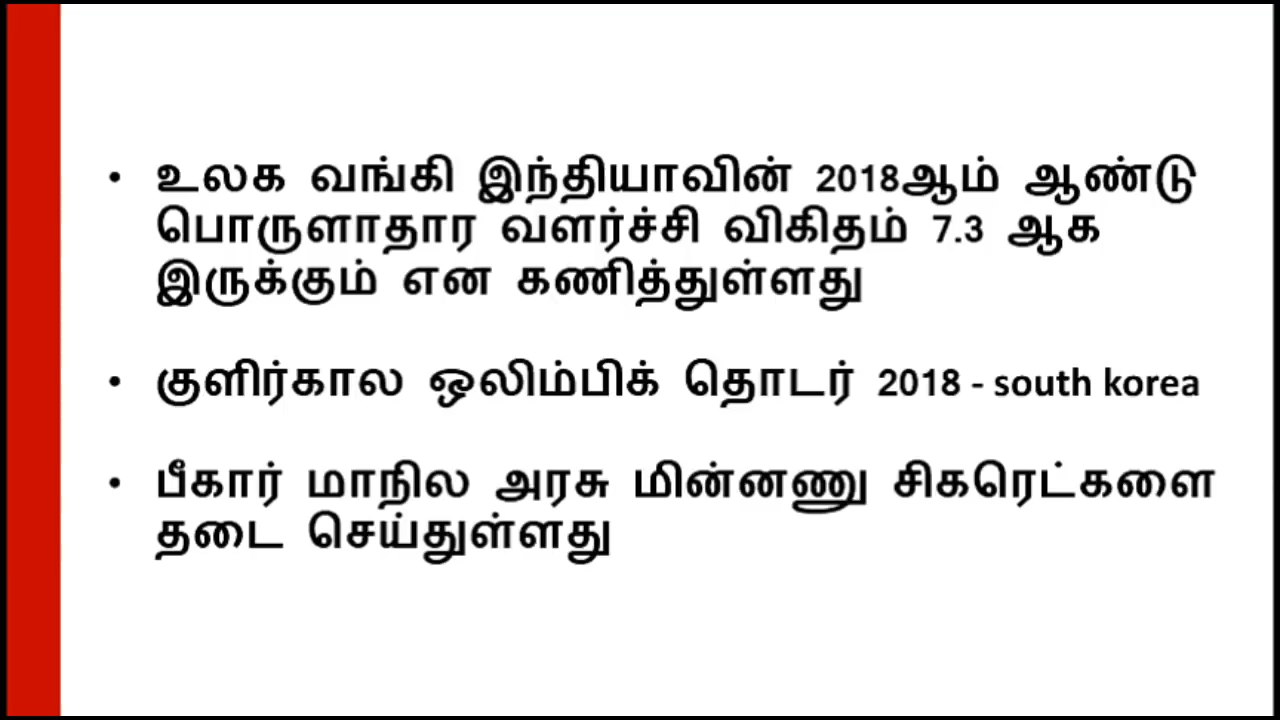 • உலக வங்கி இந்தியாவின் 2018ஆம் ஆண்டு
பொருளாதார வளர்ச்சி விகிதம் 7.3 ஆக
இருக்கும் என கணித்துள்ளது
• குளிர்கால ஒலிம்பிக் தொடர் 2018 - south korea
• பீகார் மாநில அரசு மின்னணு சிகரெட்களை
தடை செய்துள்ளது